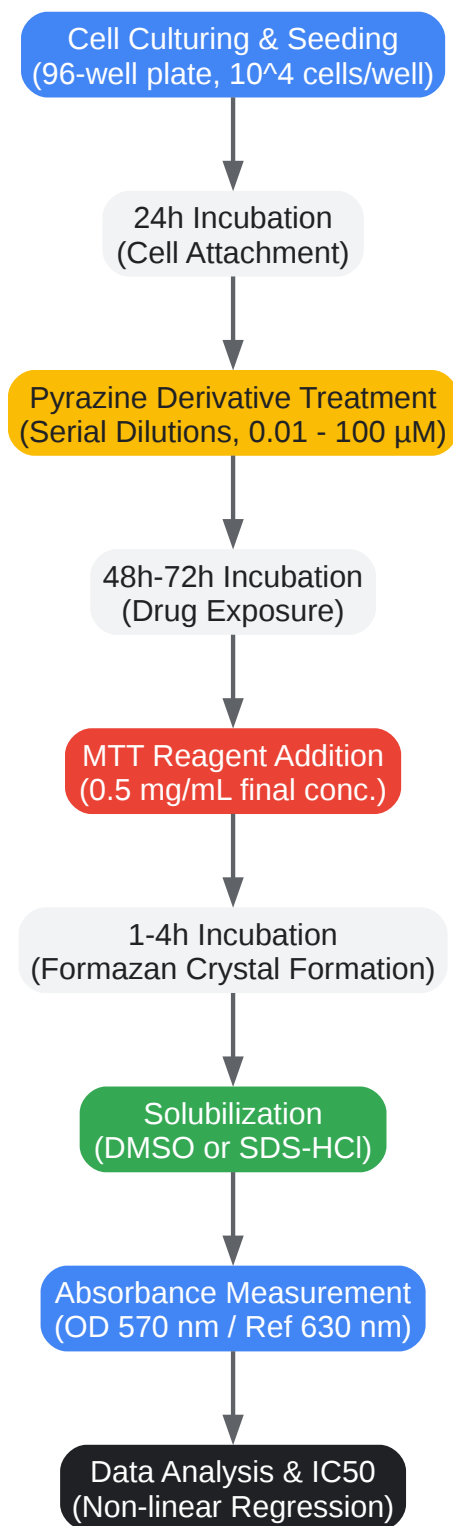 Cell Culturing & Seeding
(96-well plate, 10^4 cells/well)
24h Incubation
(Cell Attachment)
Pyrazine Derivative Treatment
(Serial Dilutions, 0.01 - 100 µM)
48h-72h Incubation
(Drug Exposure)
MTT Reagent Addition
(0.5 mg/mL final conc.)
1-4h Incubation
(Formazan Crystal Formation)
Solubilization
(DMSO or SDS-HCl)
Absorbance Measurement
(OD 570 nm / Ref 630 nm)
Data Analysis & IC50
(Non-linear Regression)